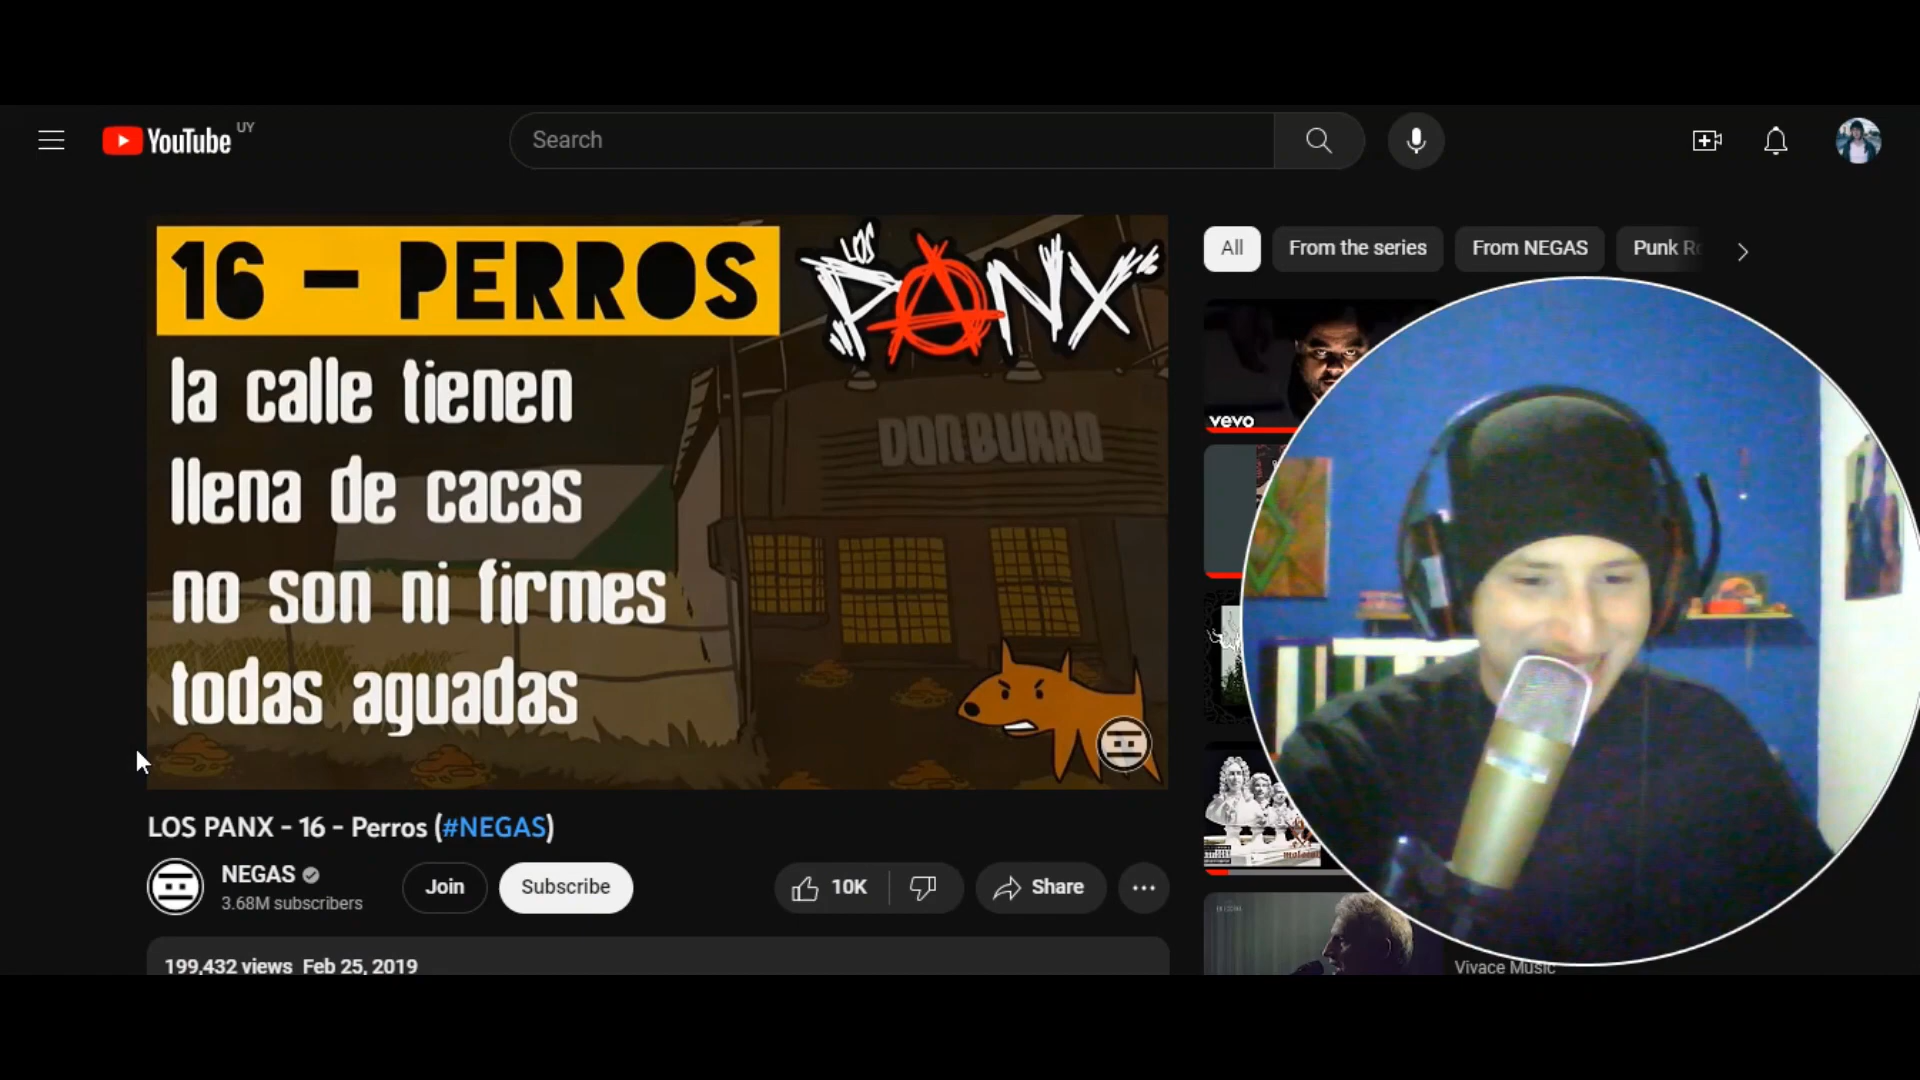 YouTube UY
Search
16 - PERROS
LOS PANX
la calle tienen
llena de cacas
no son ni firmes
todas aguadas
DON BURRO
All
From the series
From NEGAS
Punk
vevo
LOS PANX - 16 - Perros (#NEGAS)
NEGAS
3.68M subscribers
Join
Subscribe
10K
Share
199,432 views Feb 25, 2019
Vivace Music